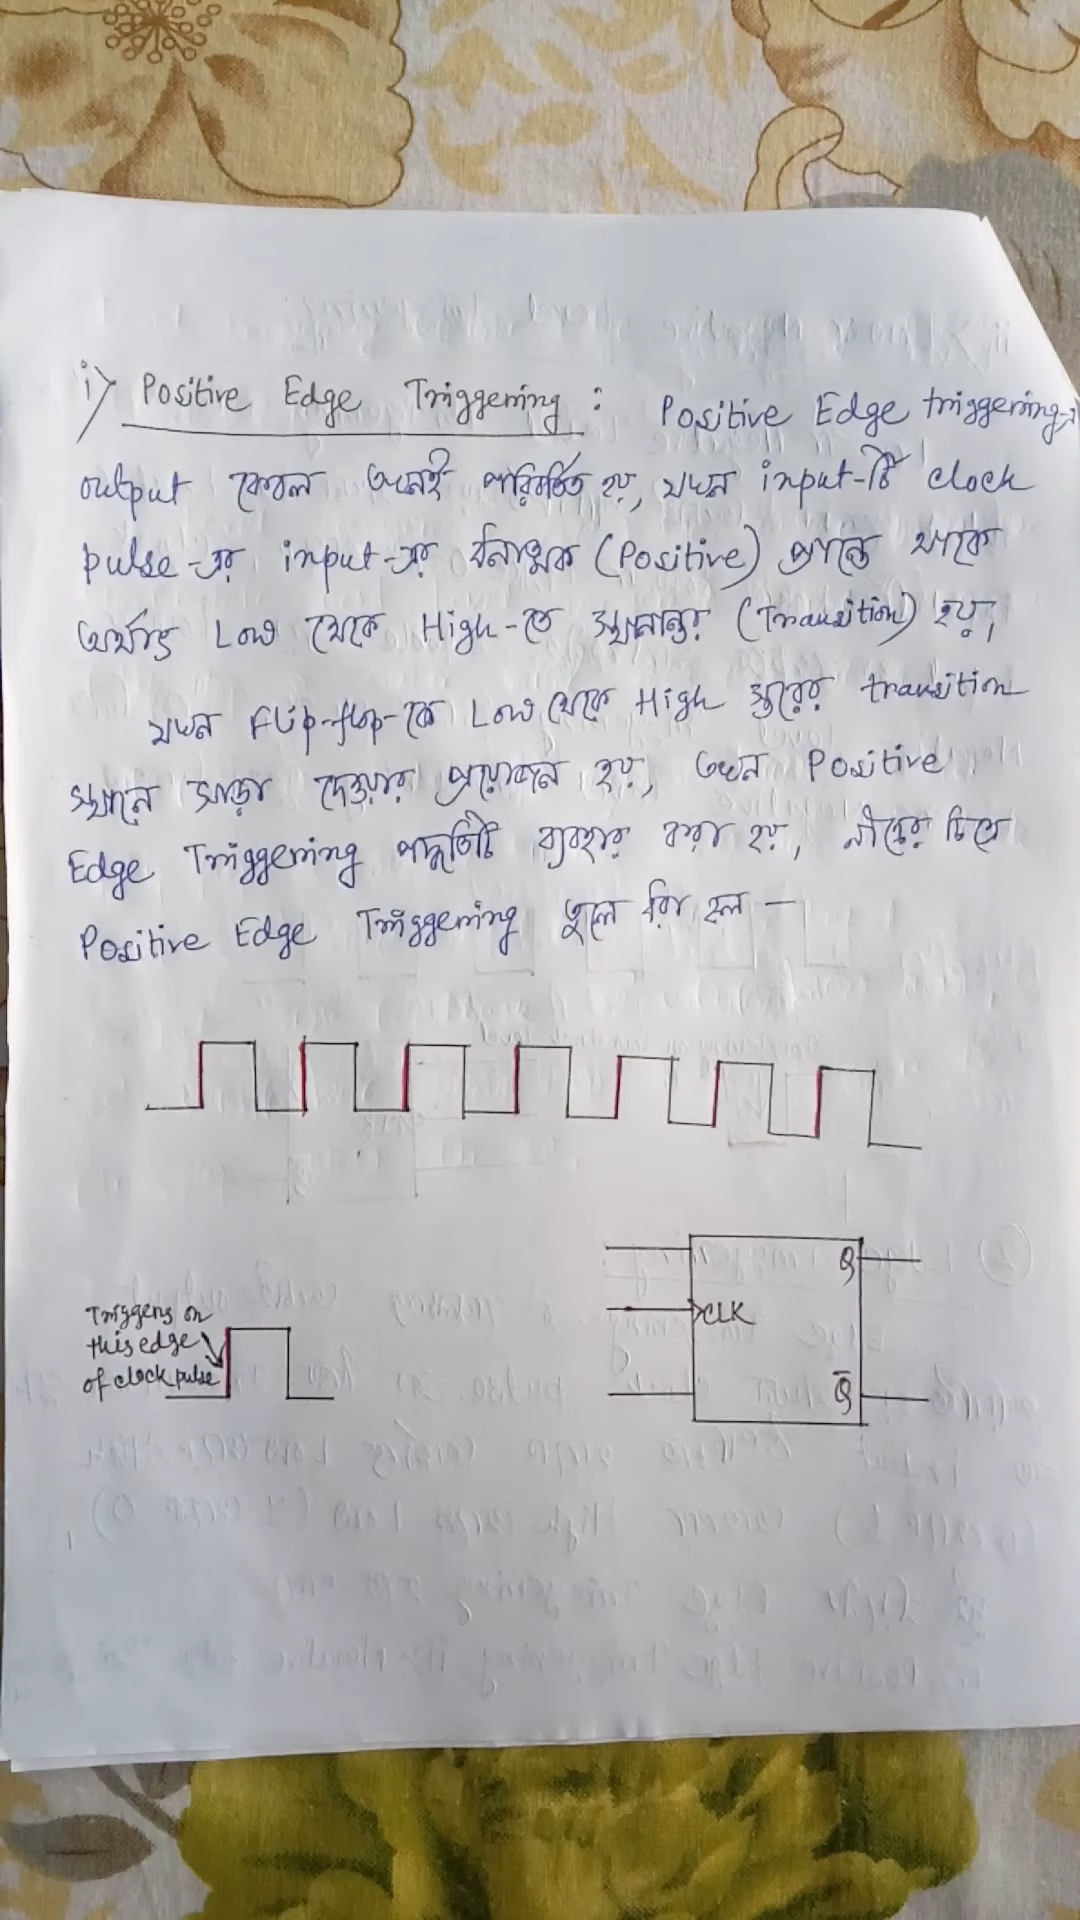 i) Positive Edge Triggering : Positive Edge triggering-এ
output কেবল তখনই পরিবর্তিত হয়, যখন input-টি clock
pulse-এর input-এর ধনাত্মক (Positive) প্রান্তে থাকে
অর্থাৎ Low থেকে High-তে স্থানান্তর (Transition) হয়,
যখন Flip-flop-কে Low থেকে High স্তরের transition
স্থানে সাড়া দেওয়ার প্রয়োজন হয়, তখন Positive
Edge Triggering পদ্ধতিটি ব্যবহার করা হয়, নীচের চিত্রে
Positive Edge Triggering তুলে ধরা হল —
Triggers on
this edge
of clock pulse
Q
CLK
Q̅